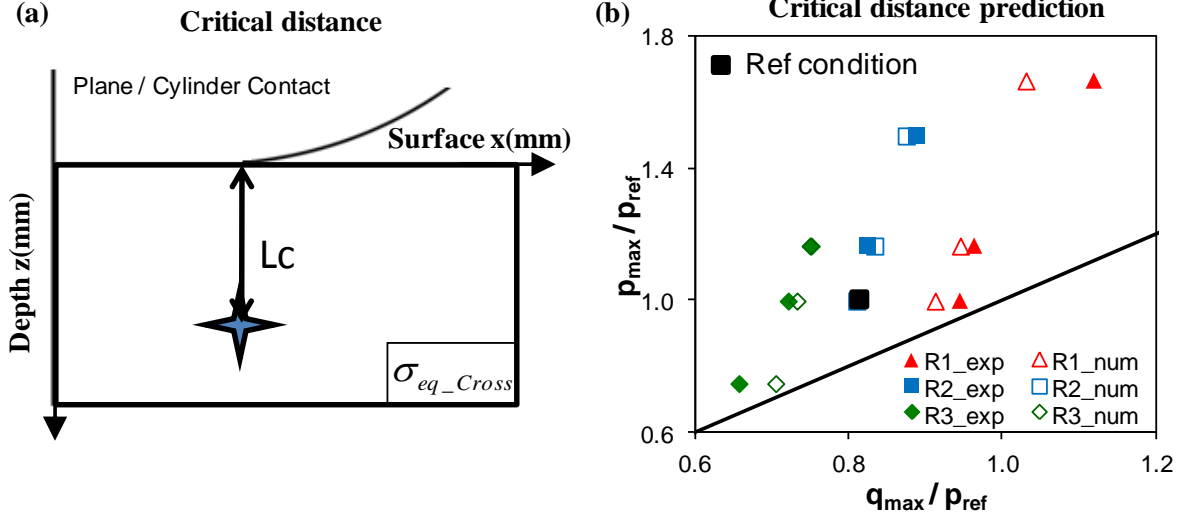 (a)
Critical distance
Plane / Cylinder Contact
Surface x(mm)
Depth z(mm)
Lc
σeq_Cross
(b)
Critical distance prediction
1.8
1.4
1.0
0.6
pmax / pref
Ref condition
R1_exp R1_num
R2_exp R2_num
R3_exp R3_num
0.6 0.8 1.0 1.2
qmax / pref